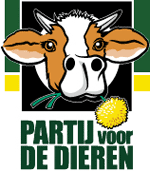 PARTIJ voor
DE DIEREN